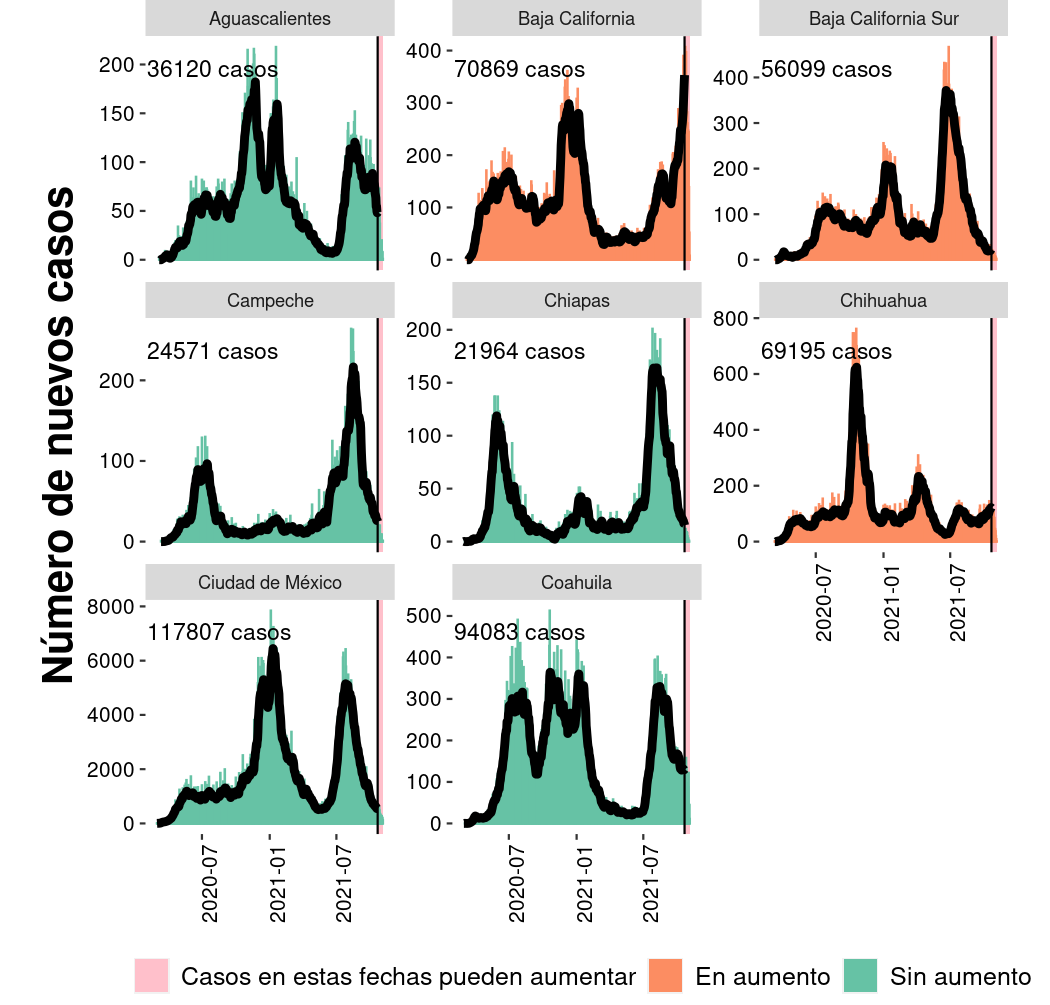 Número de nuevos casos
Aguascalientes
Baja California
Baja California Sur
200
150
100
50
0
36120 casos
400
300
200
100
0
70869 casos
400
300
200
100
0
56099 casos
Campeche
Chiapas
Chihuahua
200
100
0
24571 casos
200
150
100
50
0
21964 casos
800
600
400
200
0
69195 casos
2020-07
2021-01
2021-07
Ciudad de México
Coahuila
8000
6000
4000
2000
0
117807 casos
2020-07
2021-01
2021-07
500
400
300
200
100
0
94083 casos
2020-07
2021-01
2021-07
Casos en estas fechas pueden aumentar
En aumento
Sin aumento